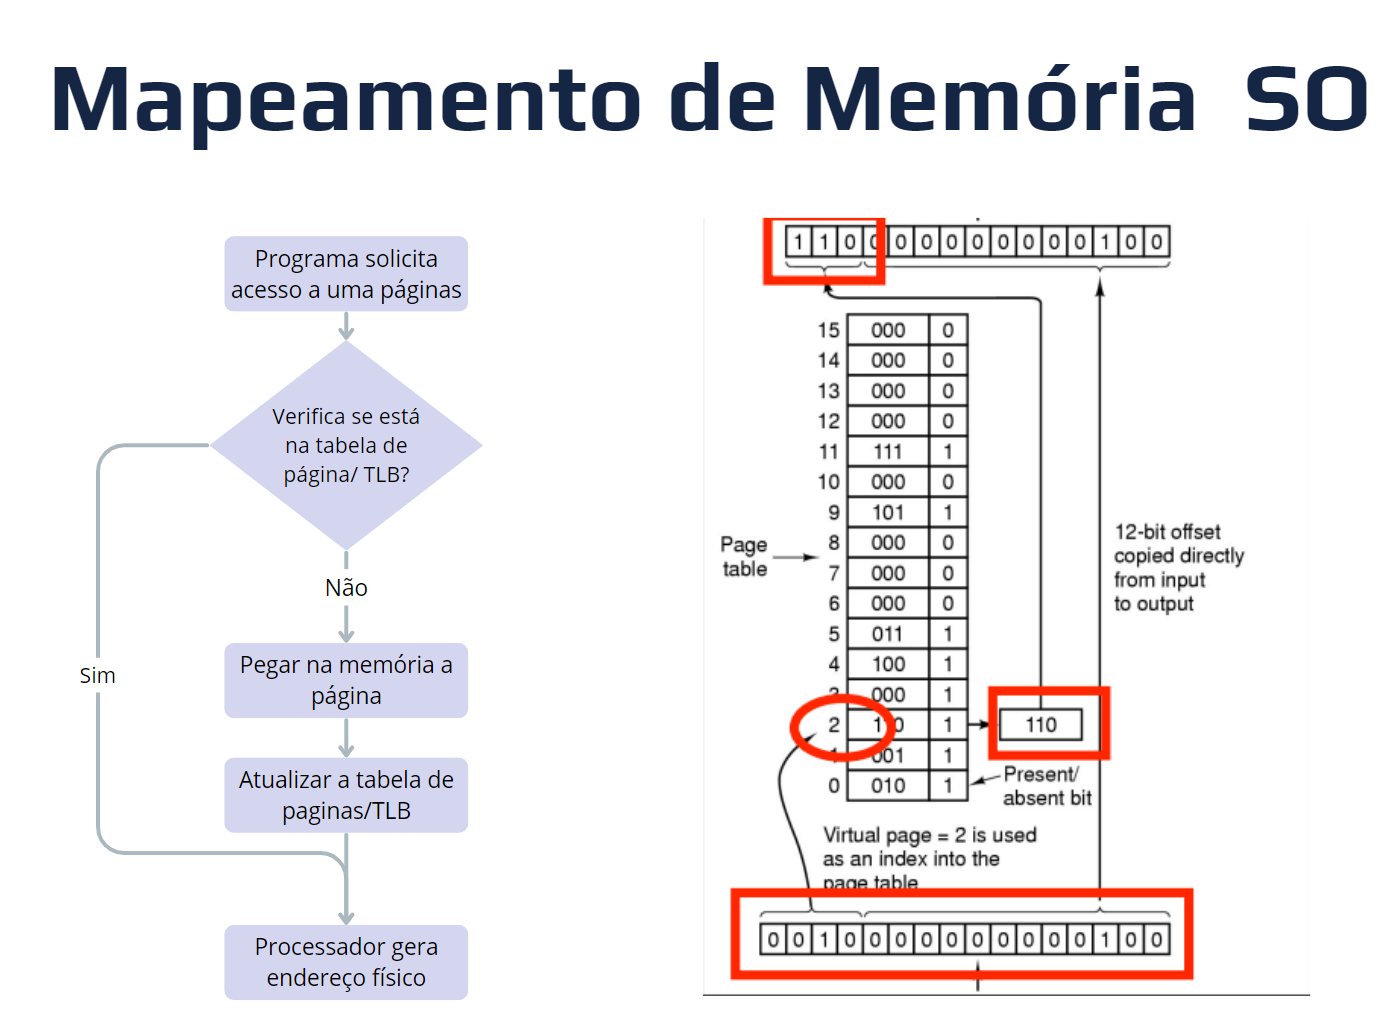 Mapeamento de Memória SO
Programa solicita
acesso a uma páginas
Verifica se está
na tabela de
página/ TLB?
Não
Sim
Pegar na memória a
página
Atualizar a tabela de
paginas/TLB
Processador gera
endereço físico
1 1 0 0 0 0 0 0 0 0 0 0 1 0 0
15 000 0
14 000 0
13 000 0
12 000 0
11 111 1
10 000 0
9 101 1
8 000 0
7 000 0
6 000 0
5 011 1
4 100 1
3 000 1
2 110 1
1 001 1
0 010 1
Page
table
110
Present/
absent bit
12-bit offset
copied directly
from input
to output
Virtual page = 2 is used
as an index into the
page table
0 0 1 0 0 0 0 0 0 0 0 0 0 1 0 0